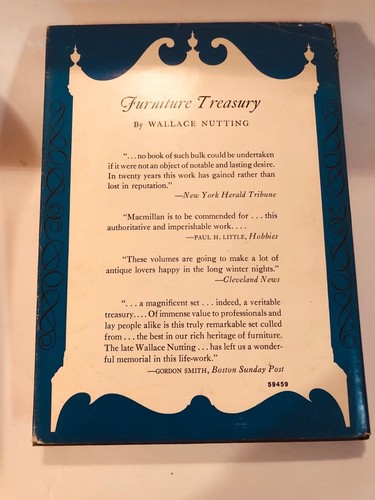 Furniture Treasury
By WALLACE NUTTING
“... no book of such bulk could be undertaken
if it were not an object of notable and lasting desire.
In twenty years this work has gained rather than
lost in reputation.”
—New York Herald Tribune
“Macmillan is to be commended for ... this
authoritative and imperishable work. ...
—PAUL H. LITTLE, Hobbies
“These volumes are going to make a lot of
antique lovers happy in the long winter nights.”
—Cleveland News
“... a magnificent set ... indeed, a veritable
treasury.... Of immense value to professionals and
lay people alike is this truly remarkable set culled
from ... the best in our rich heritage of furniture.
The late Wallace Nutting ... has left us a wonder-
ful memorial in this life-work.”
—GORDON SMITH, Boston Sunday Post
59459